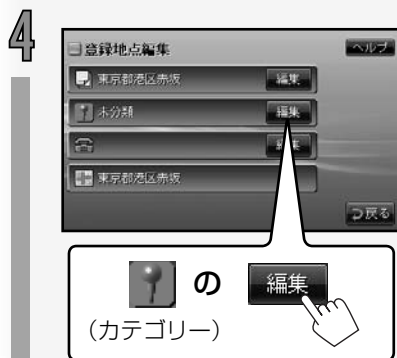 4
登録地点編集 ヘルプ
東京都港区赤坂 編集
未分類 編集
編集
東京都港区赤坂
戻る
の 編集
(カテゴリー)